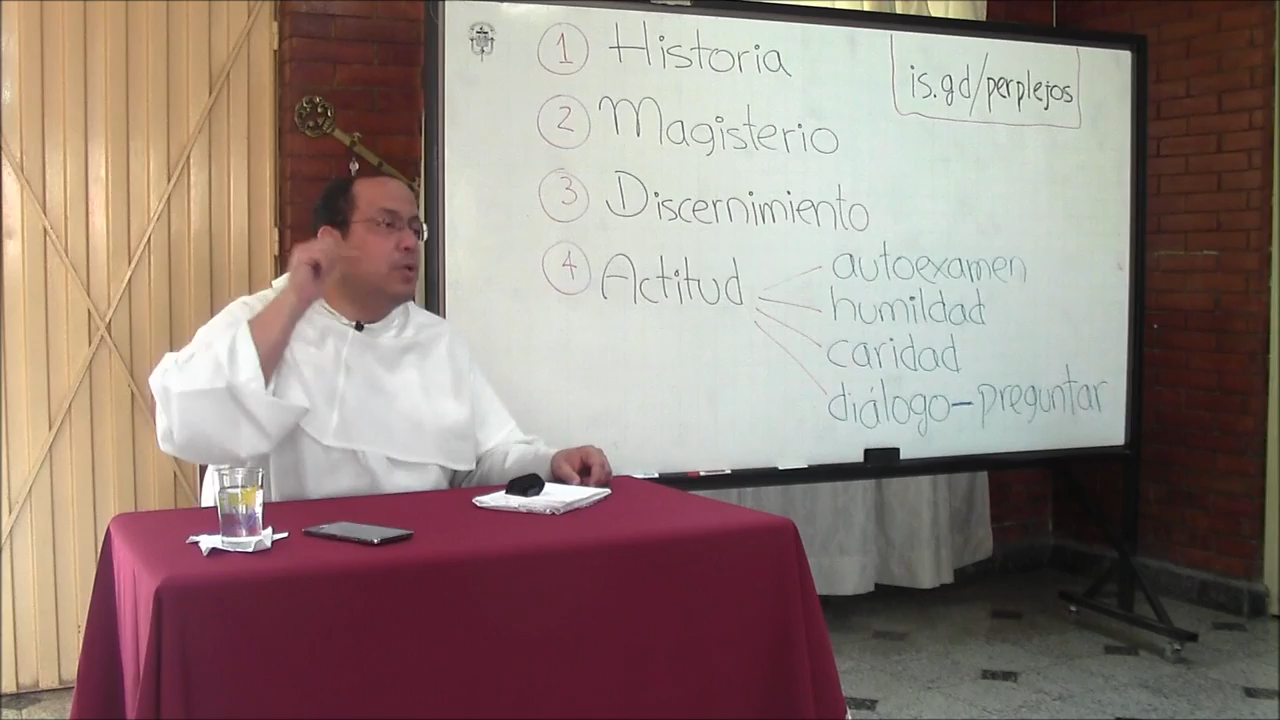 1 Historia
is.gd/perplejos
2 Magisterio
3 Discernimiento
4 Actitud
autoexamen
humildad
caridad
diálogo-preguntar